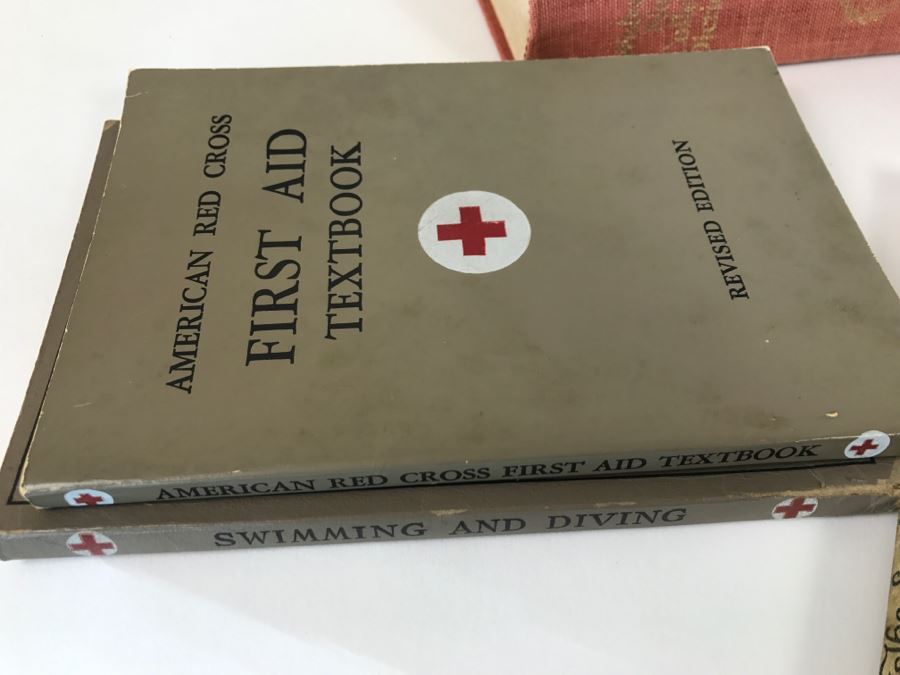 AMERICAN RED CROSS
FIRST AID
TEXTBOOK
REVISED EDITION
AMERICAN RED CROSS FIRST AID TEXTBOOK
SWIMMING AND DIVING